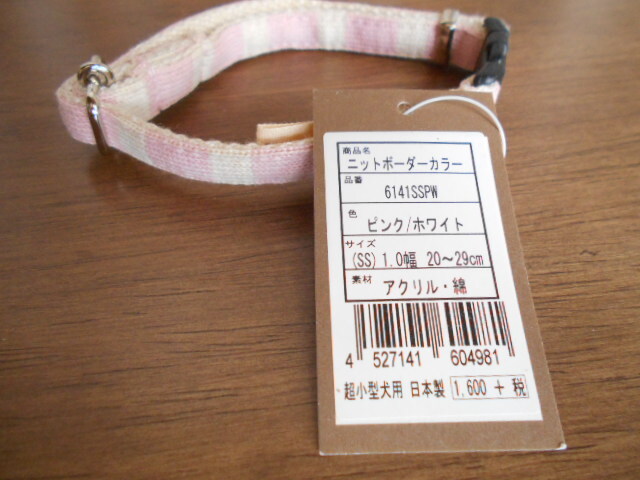 商品名
ニットボーダーカラー
品番
6141SSPW
色
ピンク/ホワイト
サイズ
(SS) 1.0幅 20～29cm
素材
アクリル・綿
4 527141 604981
超小型犬用 日本製 1,600 + 税